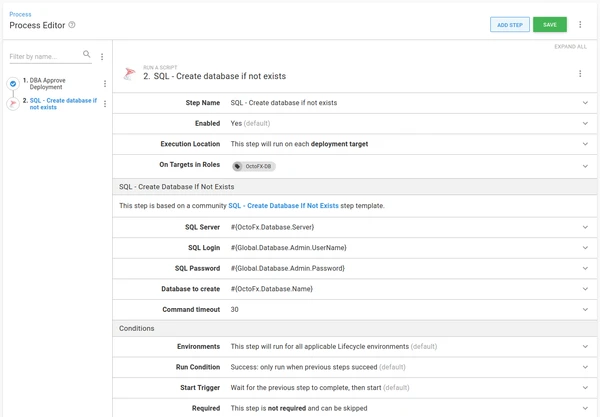 Process
Process Editor
ADD STEP
SAVE
EXPAND ALL
Filter by name...
1. DBA Approve
Deployment
2. SQL - Create database if
not exists
RUN A SCRIPT
2. SQL - Create database if not exists
Step Name SQL - Create database if not exists
Enabled Yes (default)
Execution Location This step will run on each deployment target
On Targets in Roles OctoFX-DB
SQL - Create Database If Not Exists
This step is based on a community SQL - Create Database If Not Exists step template.
SQL Server #{OctoFx.Database.Server}
SQL Login #{Global.Database.Admin.UserName}
SQL Password #{Global.Database.Admin.Password}
Database to create #{OctoFx.Database.Name}
Command timeout 30
Conditions
Environments This step will run for all applicable Lifecycle environments (default)
Run Condition Success: only run when previous steps succeed (default)
Start Trigger Wait for the previous step to complete, then start (default)
Required This step is not required and can be skipped